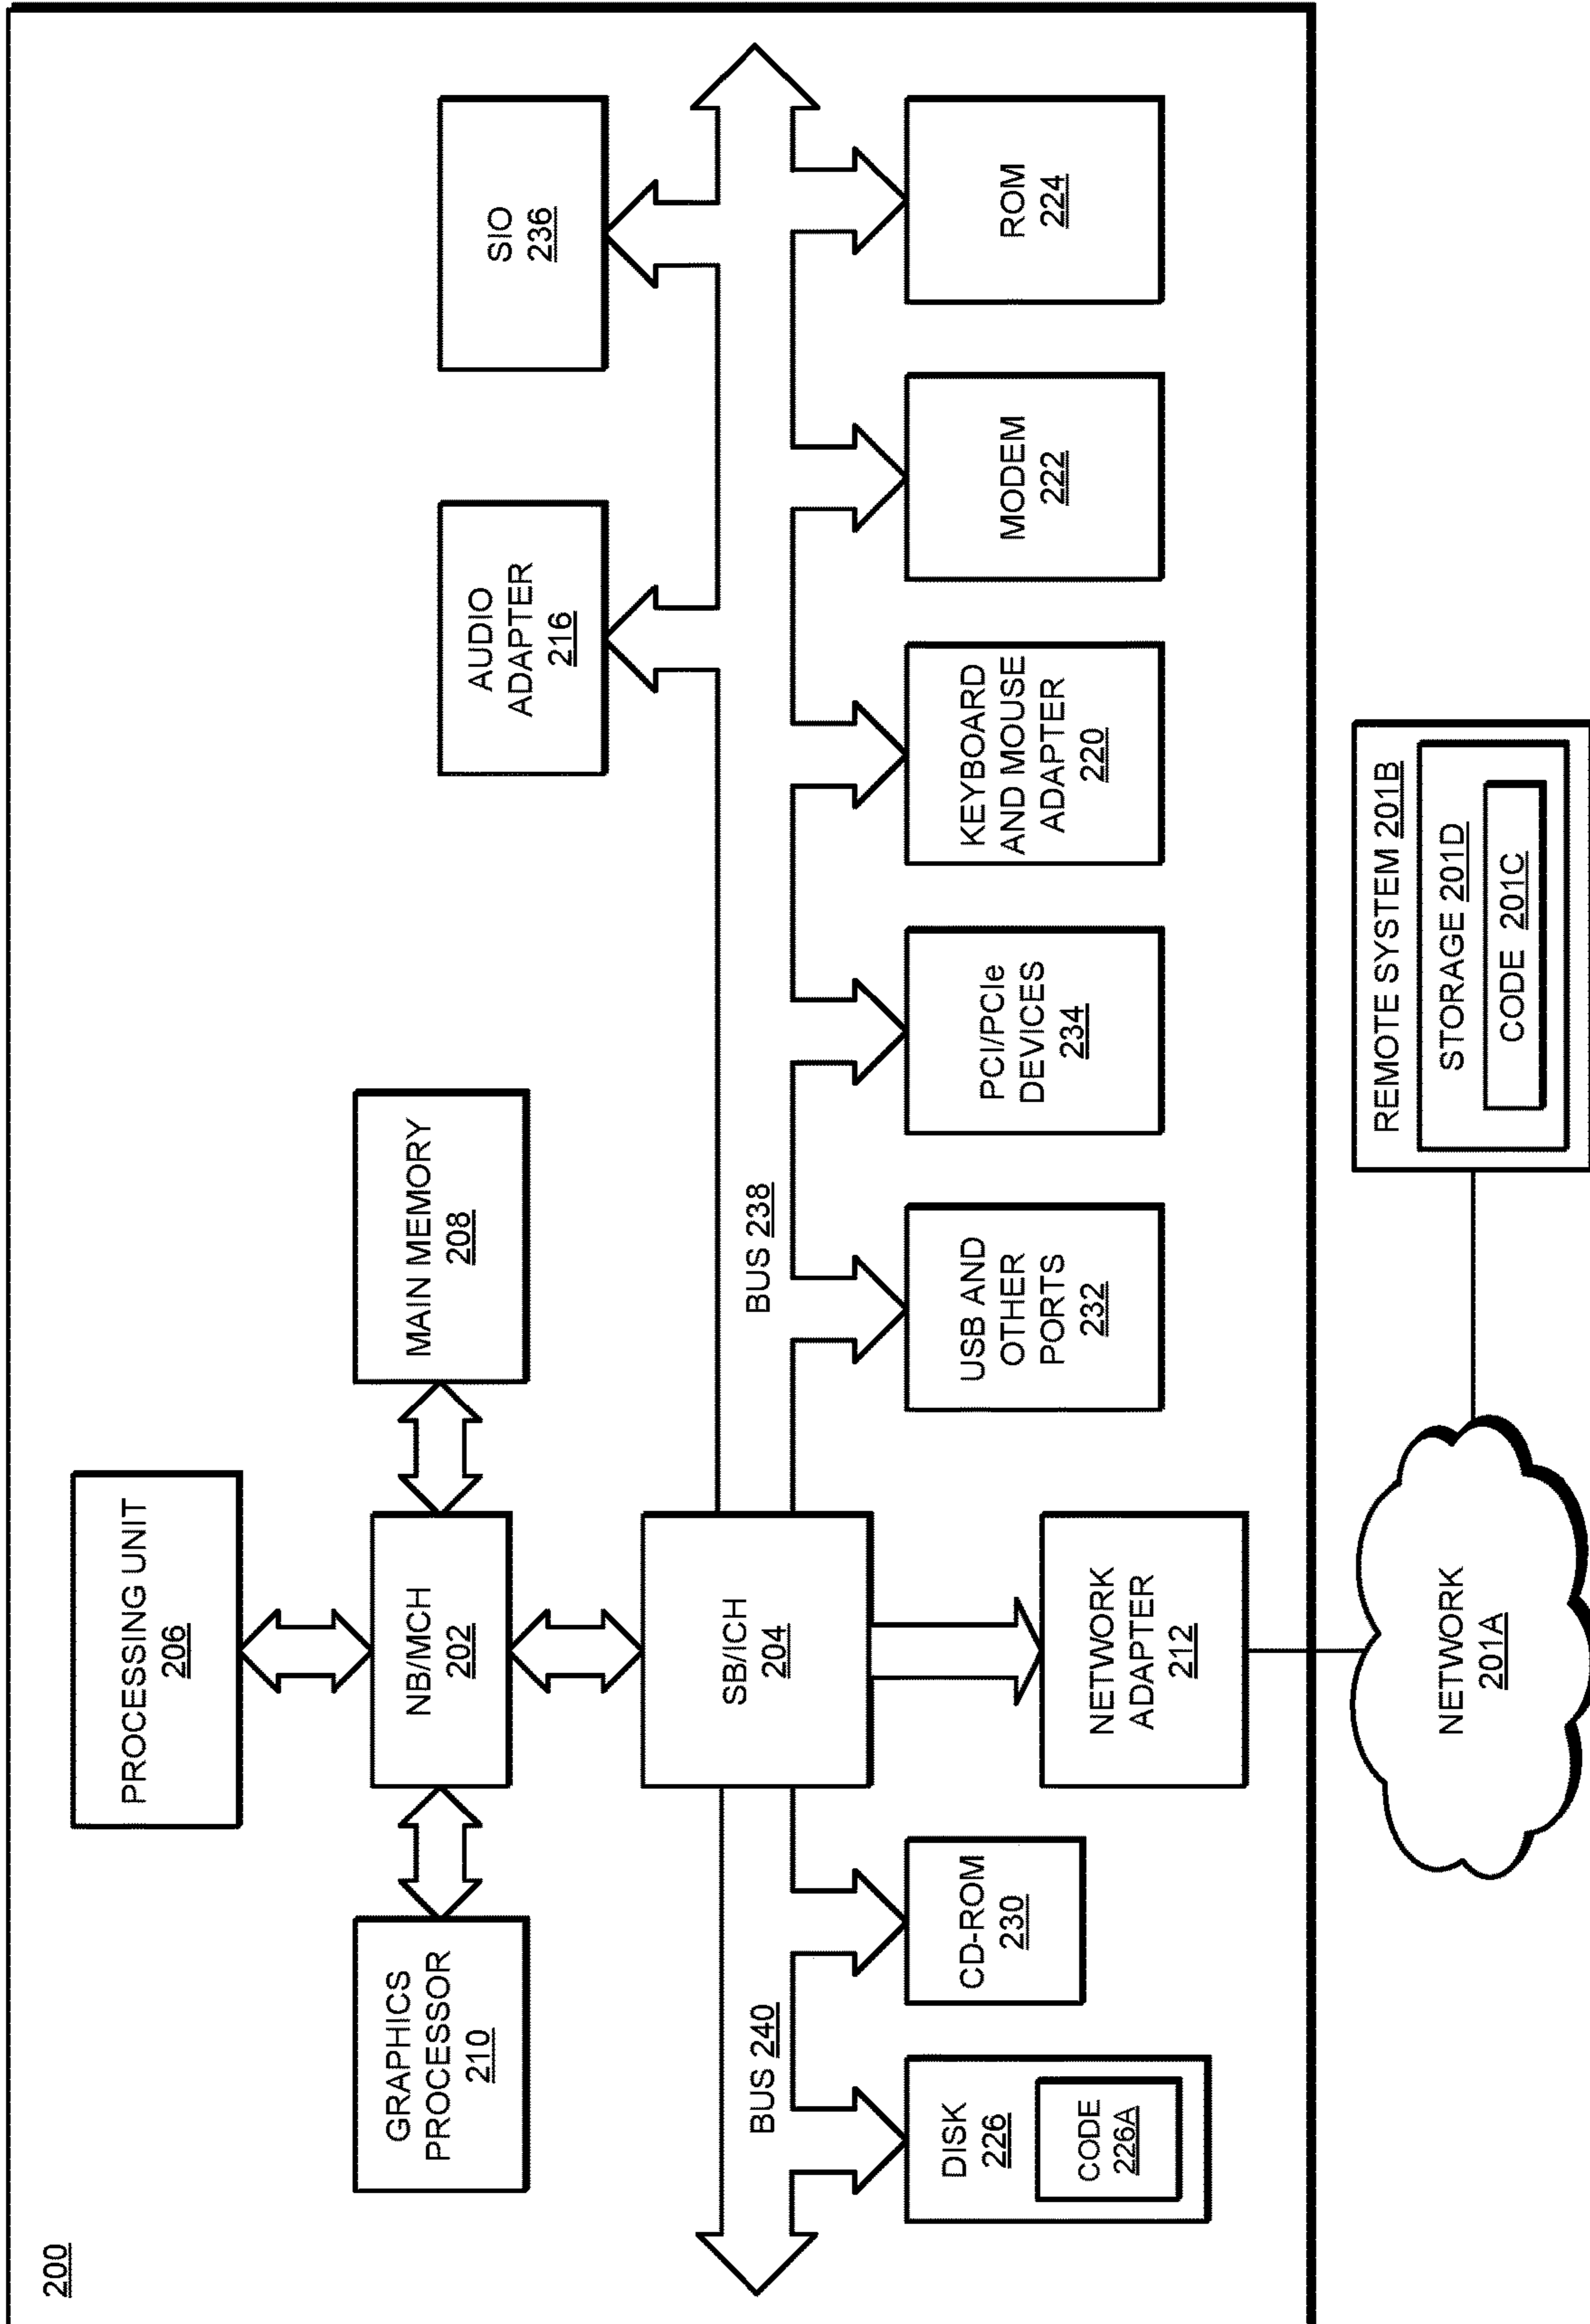 200
PROCESSING UNIT
206
GRAPHICS
PROCESSOR
210
NB/MCH
202
MAIN MEMORY
208
AUDIO
ADAPTER
216
SIO
236
SB/ICH
204
BUS 240
BUS 238
DISK
226
CODE
226A
CD-ROM
230
NETWORK
ADAPTER
212
USB AND
OTHER
PORTS
232
PCI/PCIe
DEVICES
234
KEYBOARD
AND MOUSE
ADAPTER
220
MODEM
222
ROM
224
NETWORK
201A
REMOTE SYSTEM 201B
STORAGE 201D
CODE 201C